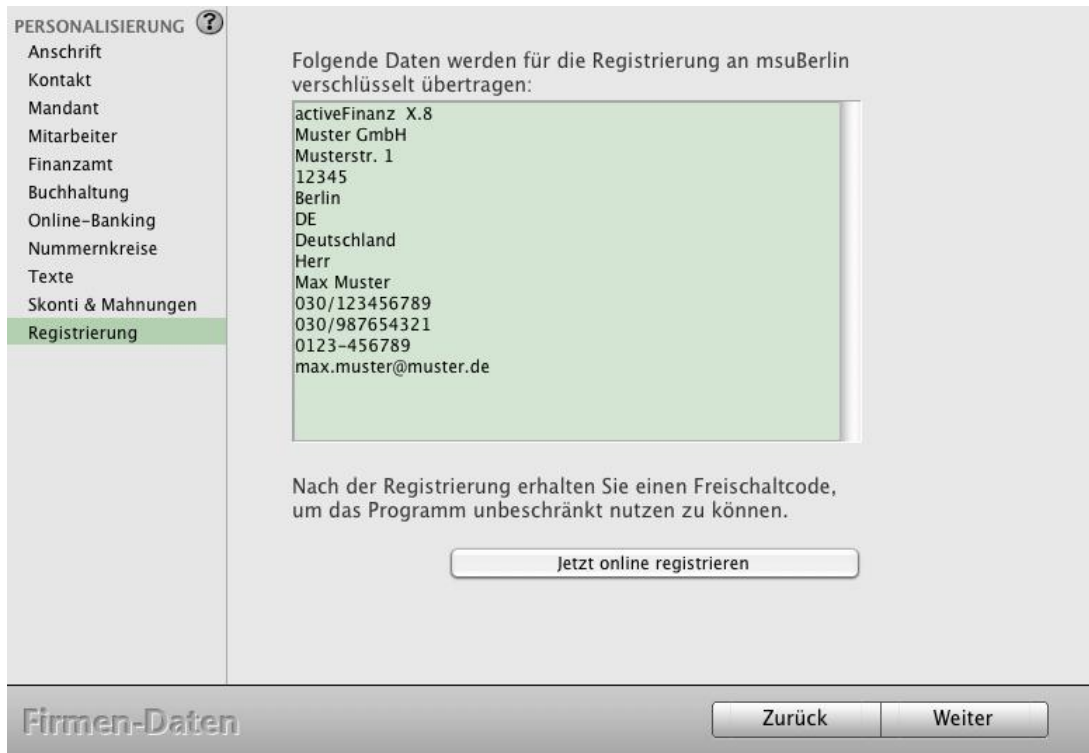 PERSONALISIERUNG ?
Anschrift
Kontakt
Mandant
Mitarbeiter
Finanzamt
Buchhaltung
Online-Banking
Nummernkreise
Texte
Skonti & Mahnungen
Registrierung
Folgende Daten werden für die Registrierung an msuBerlin
verschlüsselt übertragen:
activeFinanz X.8
Muster GmbH
Musterstr. 1
12345
Berlin
DE
Deutschland
Herr
Max Muster
030/123456789
030/987654321
0123-456789
max.muster@muster.de
Nach der Registrierung erhalten Sie einen Freischaltcode,
um das Programm unbeschränkt nutzen zu können.
Jetzt online registrieren
Firmen-Daten
Zurück
Weiter